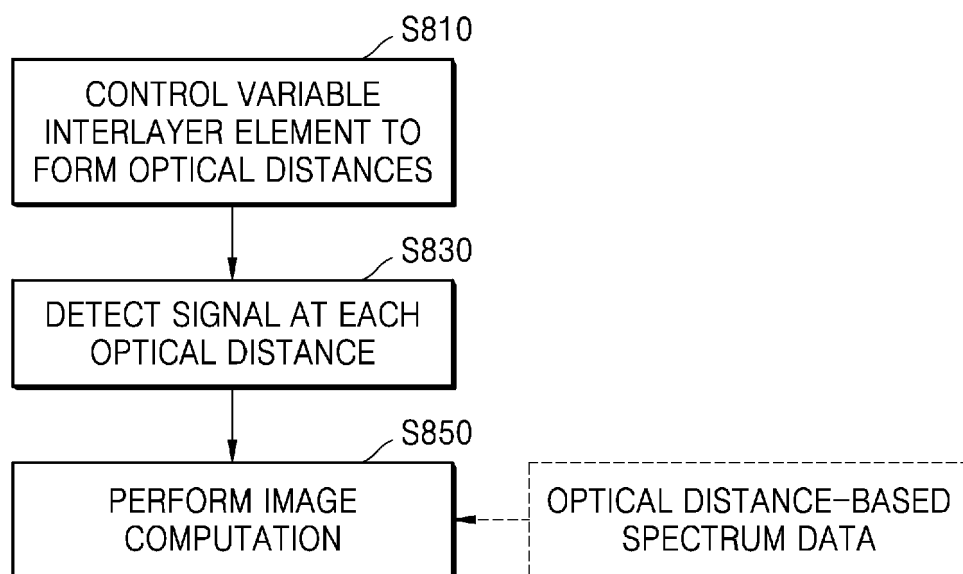 S810
CONTROL VARIABLE
INTERLAYER ELEMENT TO
FORM OPTICAL DISTANCES
S830
DETECT SIGNAL AT EACH
OPTICAL DISTANCE
S850
PERFORM IMAGE
COMPUTATION
OPTICAL DISTANCE-BASED
SPECTRUM DATA